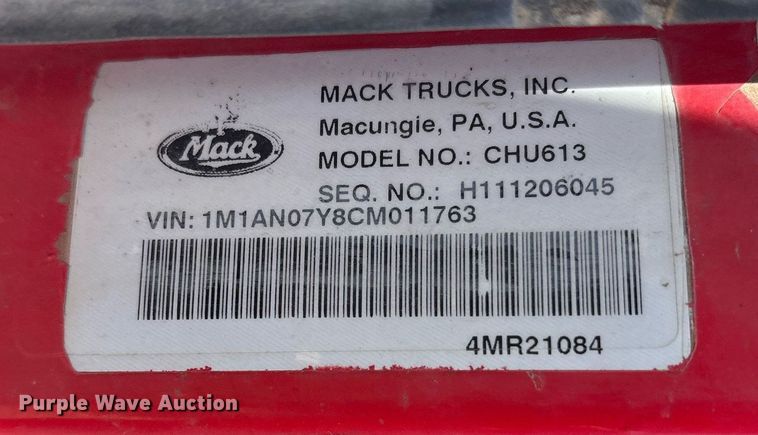 MACK TRUCKS, INC.
Mack
Macungie, PA, U.S.A.
MODEL NO.: CHU613
SEQ. NO.: H111206045
VIN: 1M1AN07Y8CM011763
4MR21084
Purple Wave Auction